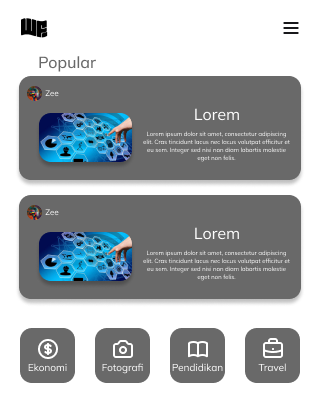 WE
Popular
Zee
Lorem
Lorem ipsum dolor sit amet, consectetur adipiscing
elit. Cras tincidunt lacus nec lacus volutpat efficitur et
eu sem. Integer sed nisi non diam lobartis molestie
eget non felis.
Zee
Lorem
Lorem ipsum dolor sit amet, consectetur adipiscing
elit. Cras tincidunt lacus nec lacus volutpat efficitur et
eu sem. Integer sed nisi non diam lobartis molestie
eget non felis.
Ekonomi
Fotografi
Pendidikan
Travel